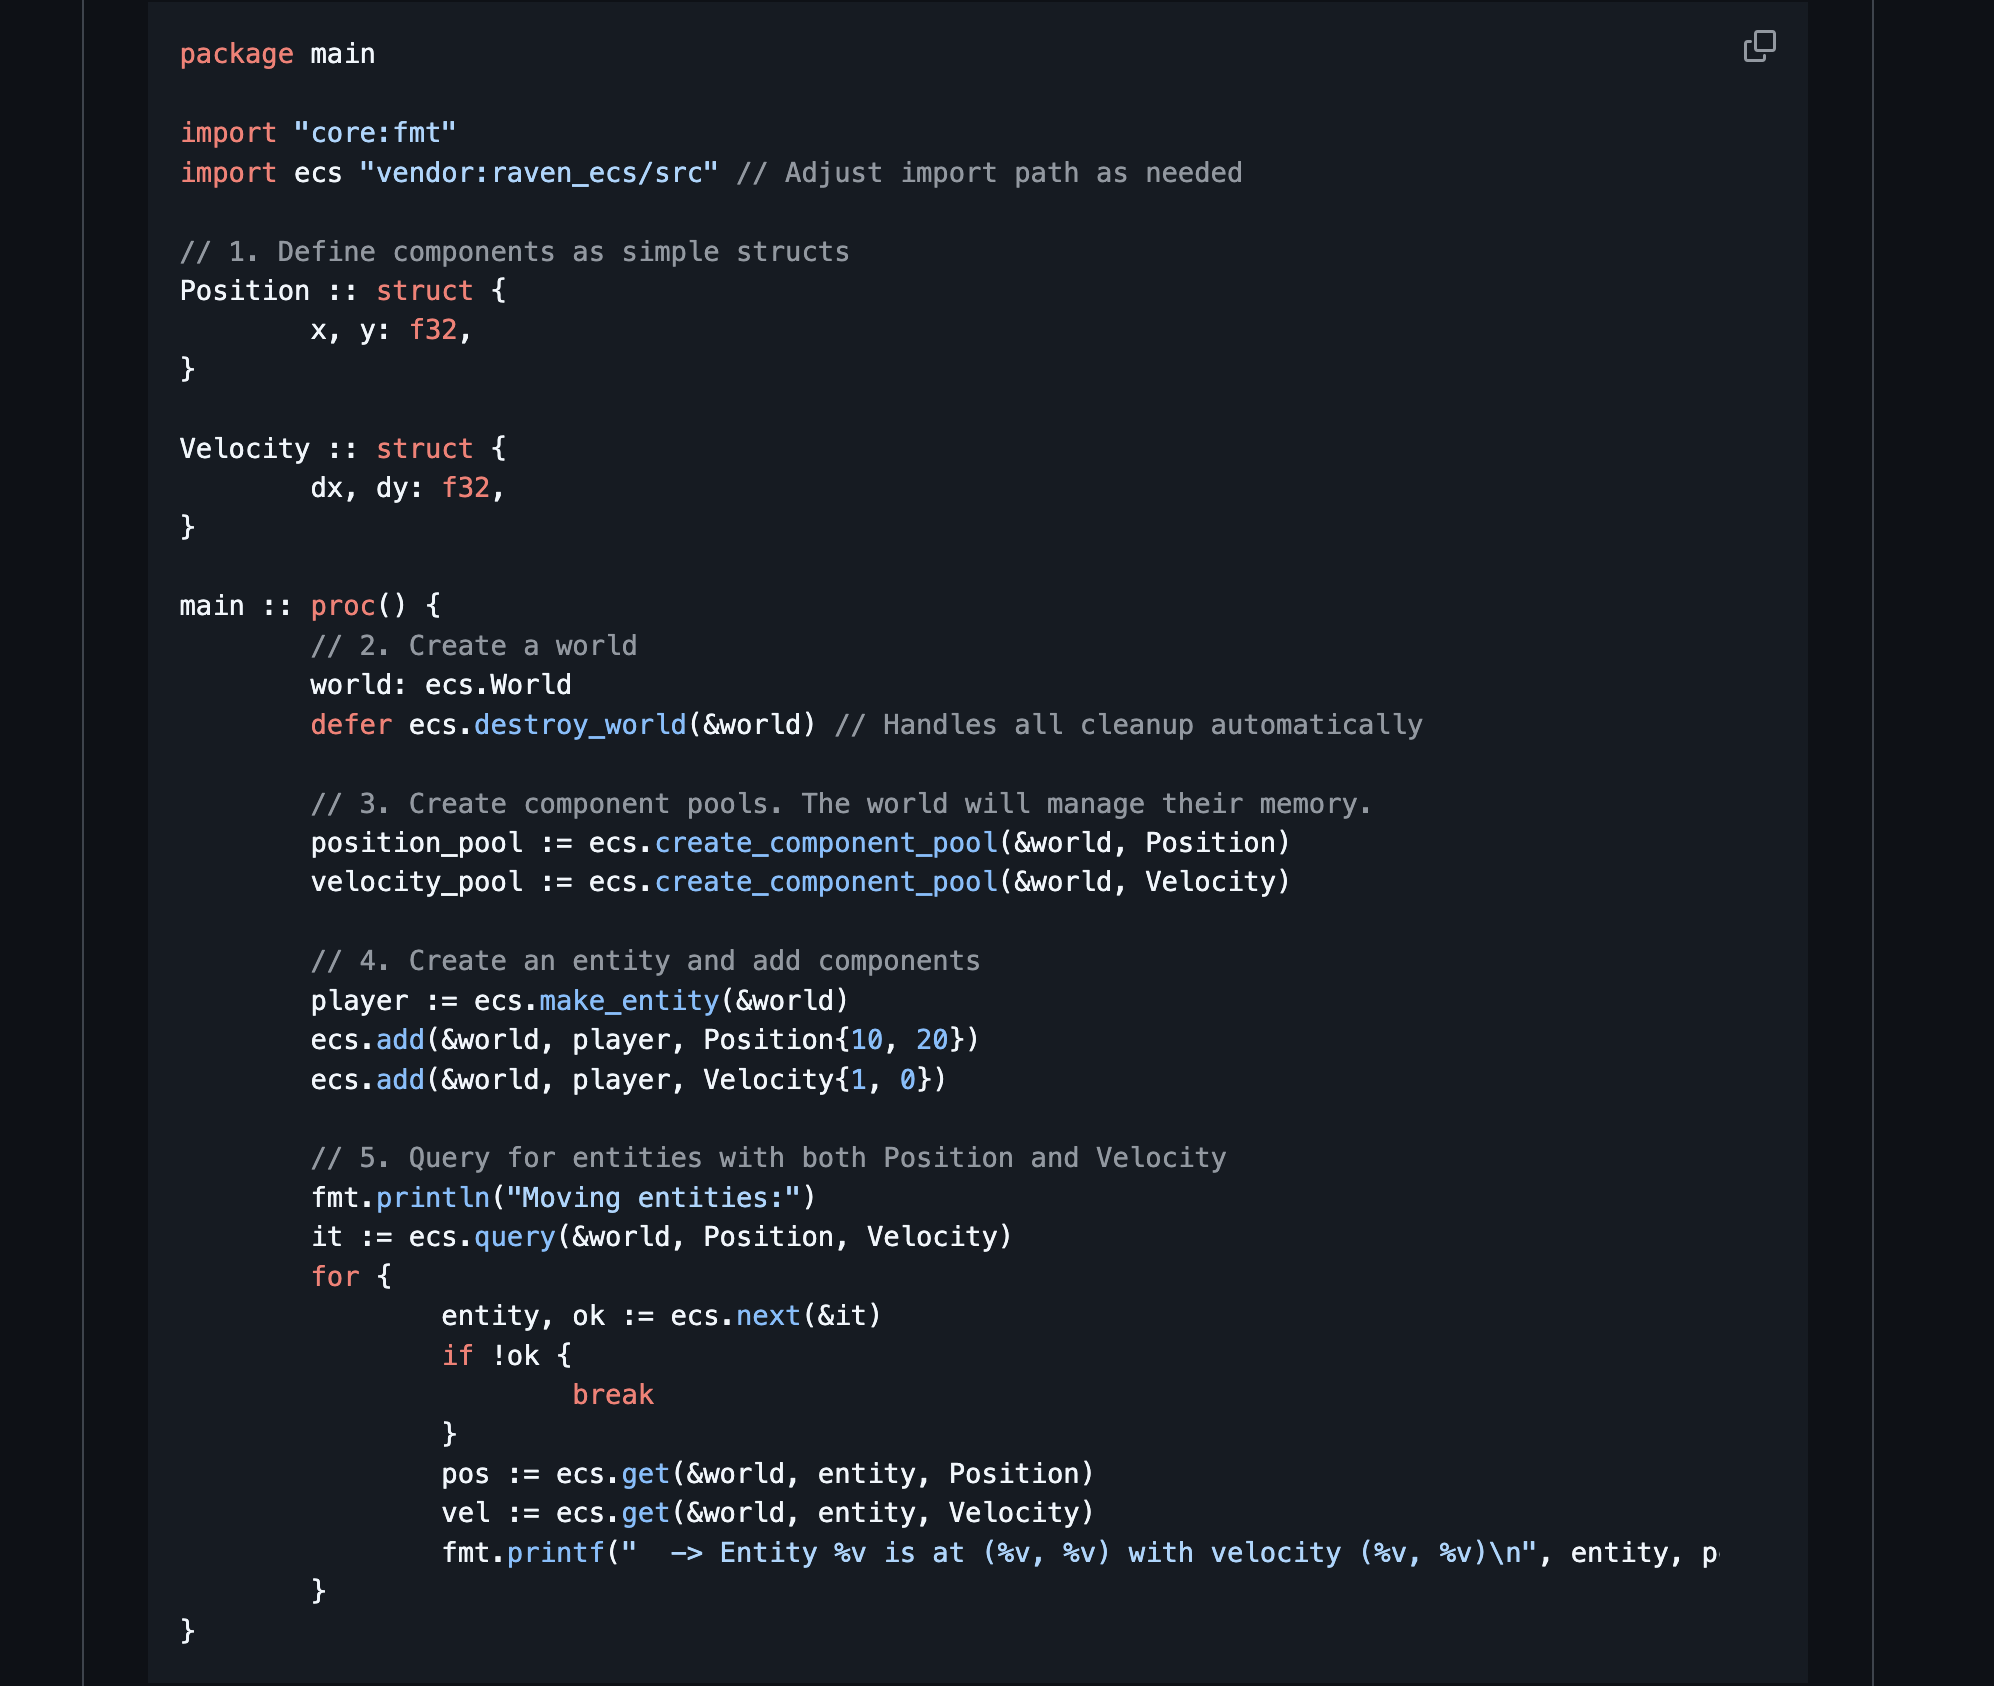 package main

import "core:fmt"
import ecs "vendor:raven_ecs/src" // Adjust import path as needed

// 1. Define components as simple structs
Position :: struct {
        x, y: f32,
}

Velocity :: struct {
        dx, dy: f32,
}

main :: proc() {
        // 2. Create a world
        world: ecs.World
        defer ecs.destroy_world(&world) // Handles all cleanup automatically

        // 3. Create component pools. The world will manage their memory.
        position_pool := ecs.create_component_pool(&world, Position)
        velocity_pool := ecs.create_component_pool(&world, Velocity)

        // 4. Create an entity and add components
        player := ecs.make_entity(&world)
        ecs.add(&world, player, Position{10, 20})
        ecs.add(&world, player, Velocity{1, 0})

        // 5. Query for entities with both Position and Velocity
        fmt.println("Moving entities:")
        it := ecs.query(&world, Position, Velocity)
        for {
                entity, ok := ecs.next(&it)
                if !ok {
                        break
                }
                pos := ecs.get(&world, entity, Position)
                vel := ecs.get(&world, entity, Velocity)
                fmt.printf("  -> Entity %v is at (%v, %v) with velocity (%v, %v)\n", entity,
        }
}